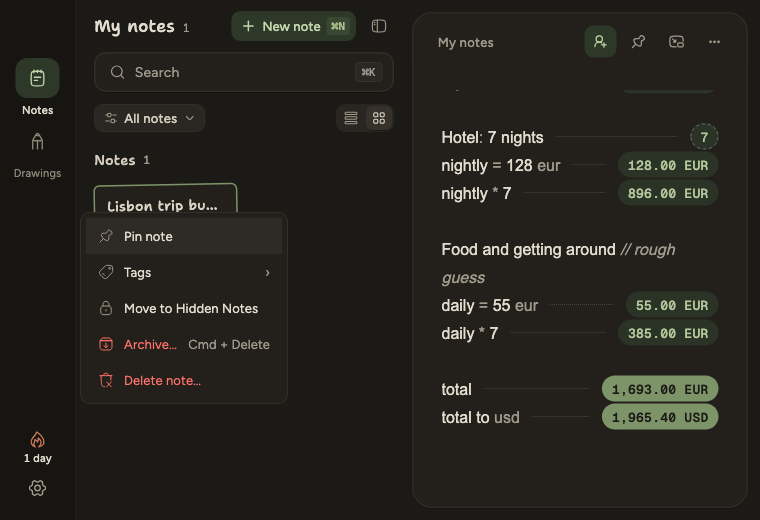 My notes 1
New note ⌘N
Search ⌘K
All notes
Notes
Drawings
Notes 1
Lisbon trip bu...
Pin note
Tags
Move to Hidden Notes
Archive... Cmd + Delete
Delete note...
1 day
My notes
Hotel: 7 nights 7
nightly = 128 eur 128.00 EUR
nightly * 7 896.00 EUR
Food and getting around // rough
guess
daily = 55 eur 55.00 EUR
daily * 7 385.00 EUR
total 1,693.00 EUR
total to usd 1,965.40 USD